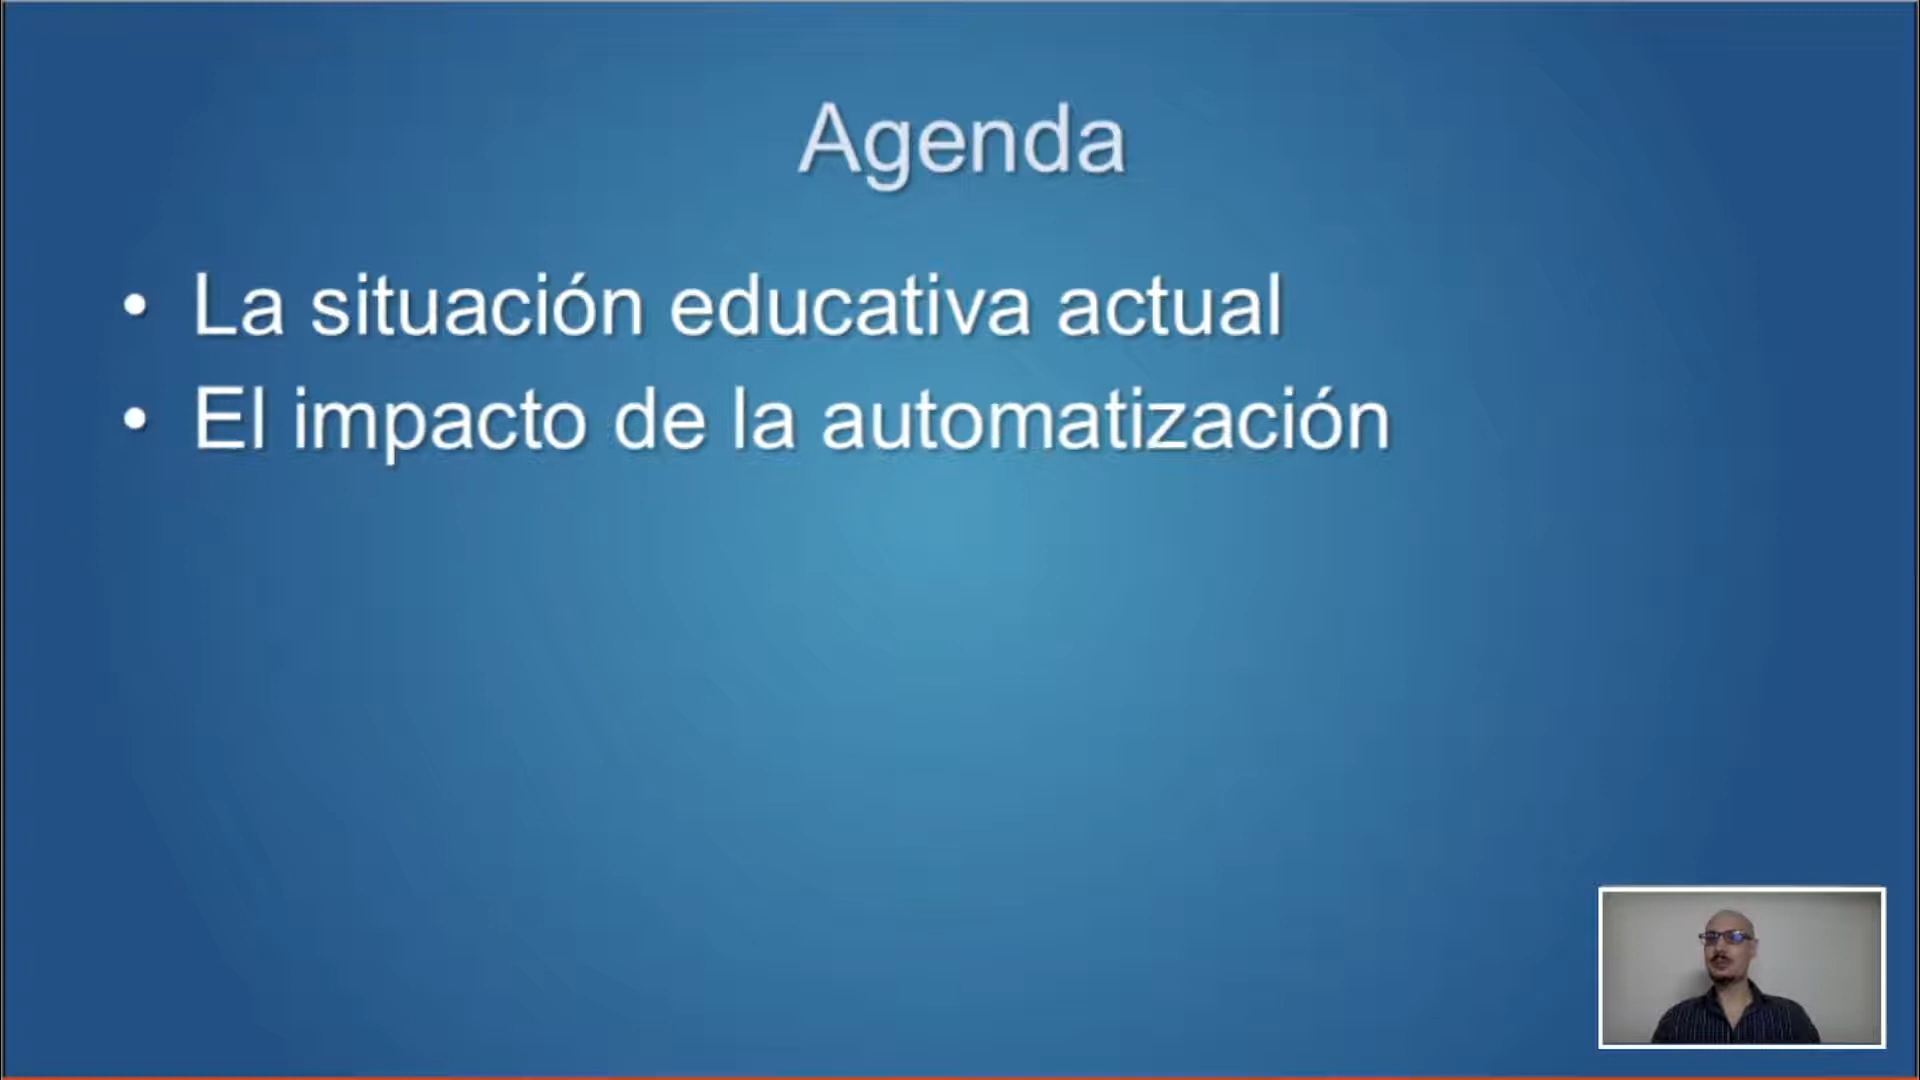 Agenda
• La situación educativa actual
• El impacto de la automatización